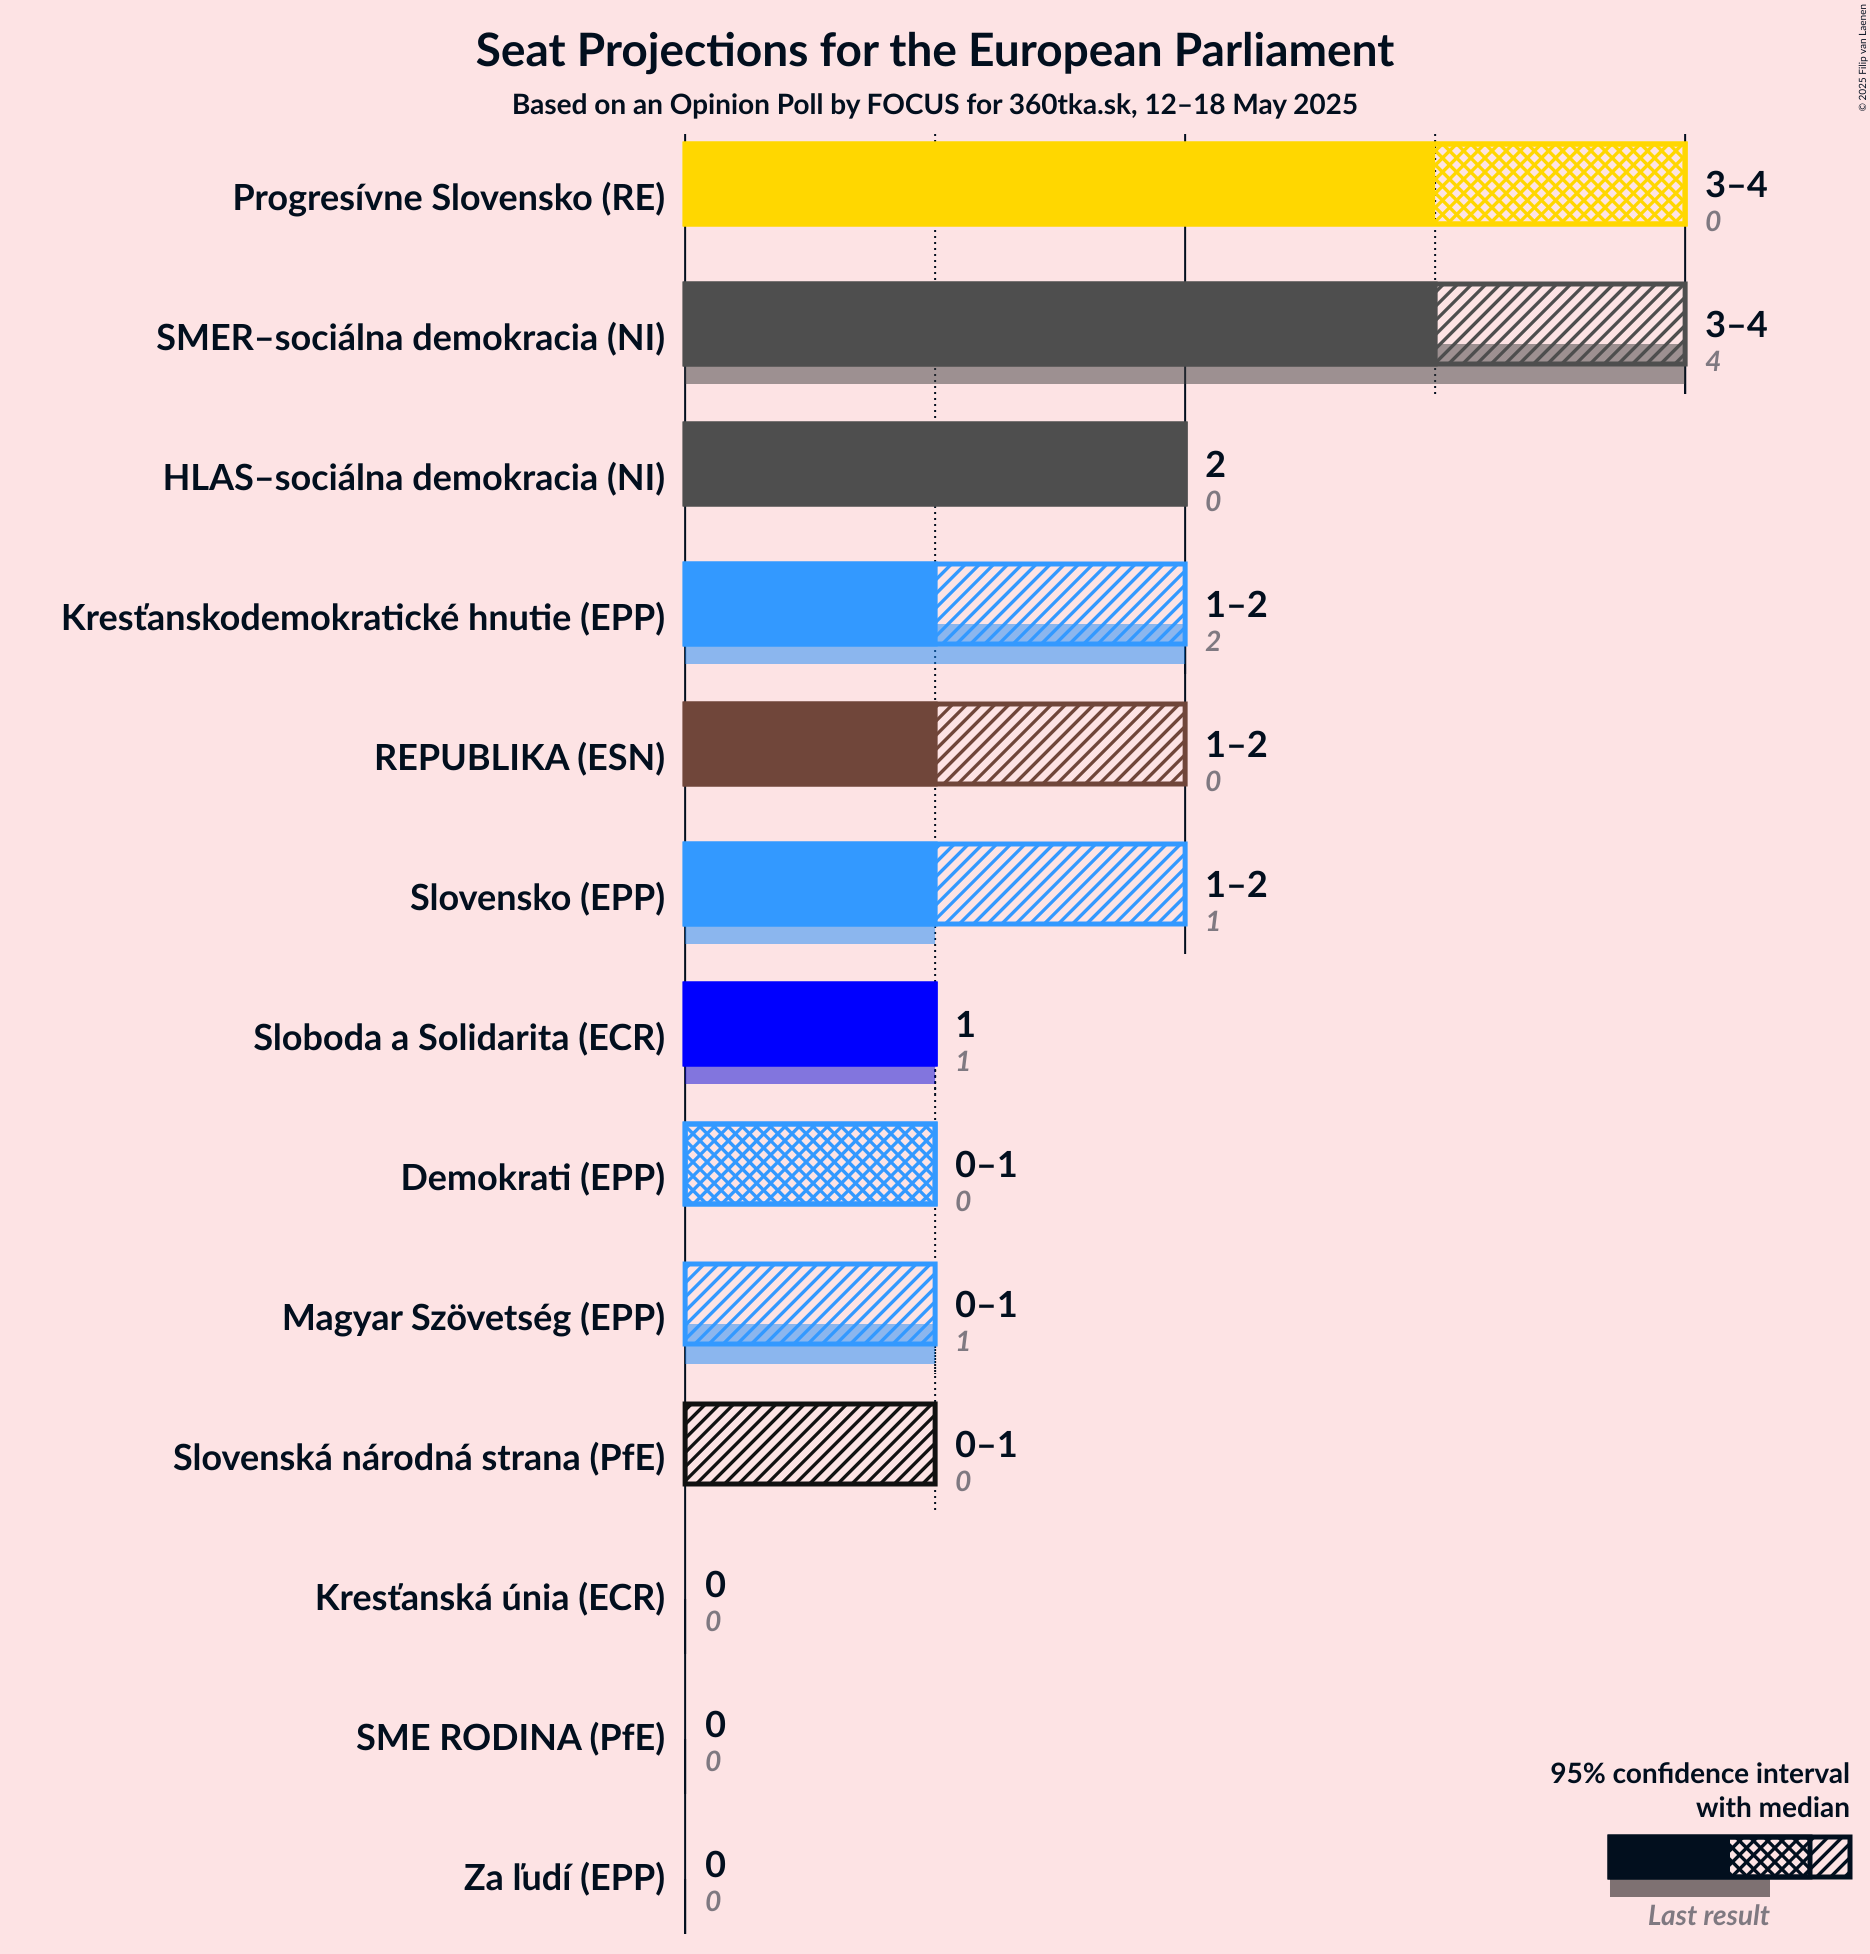 Seat Projections for the European Parliament
Based on an Opinion Poll by FOCUS for 360tka.sk, 12–18 May 2025
© 2025 Filip van Laenen
Progresívne Slovensko (RE)
3–4
0
SMER–sociálna demokracia (NI)
3–4
4
HLAS–sociálna demokracia (NI)
2
0
Kresťanskodemokratické hnutie (EPP)
1–2
2
REPUBLIKA (ESN)
1–2
0
Slovensko (EPP)
1–2
1
Sloboda a Solidarita (ECR)
1
1
Demokrati (EPP)
0–1
0
Magyar Szövetség (EPP)
0–1
1
Slovenská národná strana (PfE)
0–1
0
Kresťanská únia (ECR)
0
0
SME RODINA (PfE)
0
0
Za ľudí (EPP)
0
0
95% confidence interval
with median
Last result